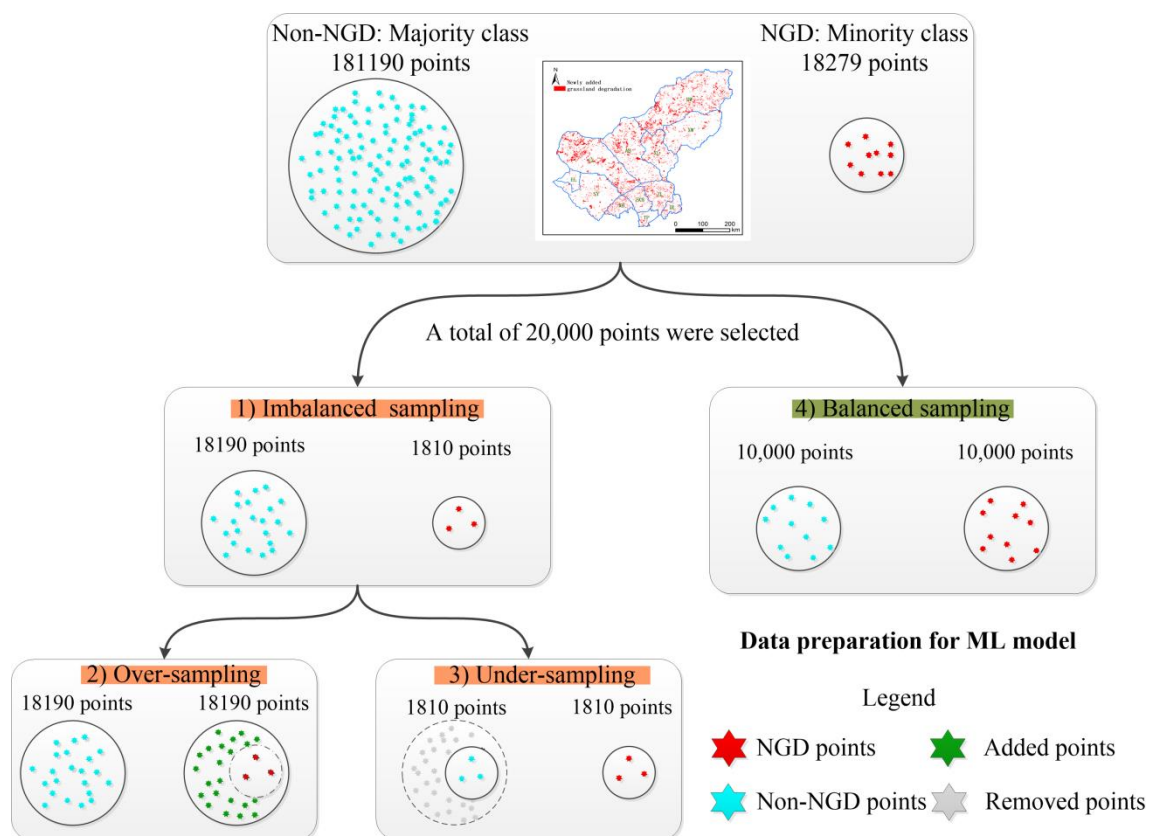 Non-NGD: Majority class
181190 points
NGD: Minority class
18279 points
N
Newly added
grassland degradation
0 100 200
km
A total of 20,000 points were selected
1) Imbalanced sampling
18190 points
1810 points
4) Balanced sampling
10,000 points
10,000 points
2) Over-sampling
18190 points
18190 points
3) Under-sampling
1810 points
1810 points
Data preparation for ML model
Legend
NGD points
Added points
Non-NGD points
Removed points